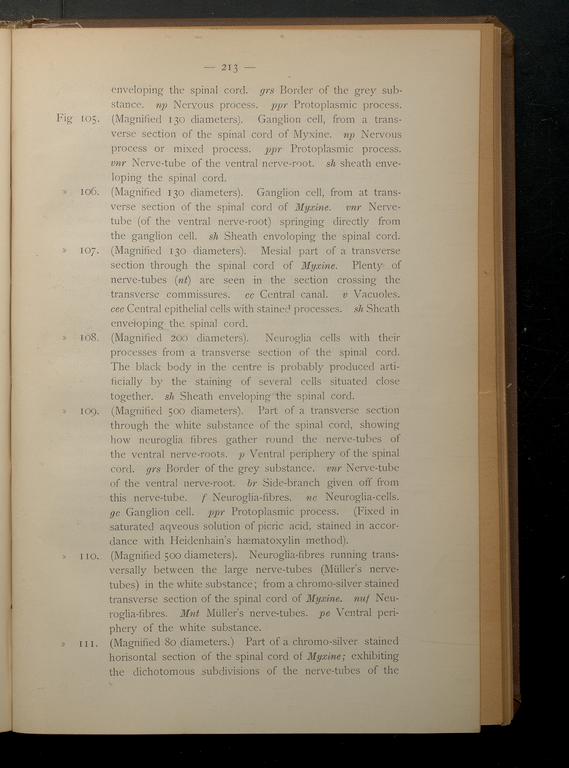 — 213 —
enveloping the spinal cord. grs Border of the grey sub-
stance. np Nervous process. ppr Protoplasmic process.
Fig 105. (Magnified 130 diameters). Ganglion cell, from a trans-
verse section of the spinal cord of Myxine. np Nervous
process or mixed process. ppr Protoplasmic process.
vnr Nerve-tube of the ventral nerve-root. sh sheath enve-
loping the spinal cord.
» 106. (Magnified 130 diameters). Ganglion cell, from at trans-
verse section of the spinal cord of Myxine. vnr Nerve-
tube (of the ventral nerve-root) springing directly from
the ganglion cell. sh Sheath envoloping the spinal cord.
» 107. (Magnified 130 diameters). Mesial part of a transverse
section through the spinal cord of Myxine. Plenty of
nerve-tubes (nt) are seen in the section crossing the
transverse commissures. cc Central canal. v Vacuoles.
cec Central epithelial cells with stained processes. sh Sheath
enveloping the spinal cord.
» 108. (Magnified 200 diameters). Neuroglia cells with their
processes from a transverse section of the spinal cord.
The black body in the centre is probably produced arti-
ficially by the staining of several cells situated close
together. sh Sheath enveloping the spinal cord.
» 109. (Magnified 500 diameters). Part of a transverse section
through the white substance of the spinal cord, showing
how neuroglia fibres gather round the nerve-tubes of
the ventral nerve-roots. p Ventral periphery of the spinal
cord. grs Border of the grey substance. vnr Nerve-tube
of the ventral nerve-root. br Side-branch given off from
this nerve-tube. f Neuroglia-fibres. nc Neuroglia-cells.
gc Ganglion cell. ppr Protoplasmic process. (Fixed in
saturated aqveous solution of picric acid, stained in accor-
dance with Heidenhain's hæmatoxylin method).
» 110. (Magnified 500 diameters). Neuroglia-fibres running trans-
versally between the large nerve-tubes (Müller's nerve-
tubes) in the white substance; from a chromo-silver stained
transverse section of the spinal cord of Myxine. nuf Neu-
roglia-fibres. Mnt Müller's nerve-tubes. pe Ventral peri-
phery of the white substance.
» 111. (Magnified 80 diameters.) Part of a chromo-silver stained
horisontal section of the spinal cord of Myxine; exhibiting
the dichotomous subdivisions of the nerve-tubes of the